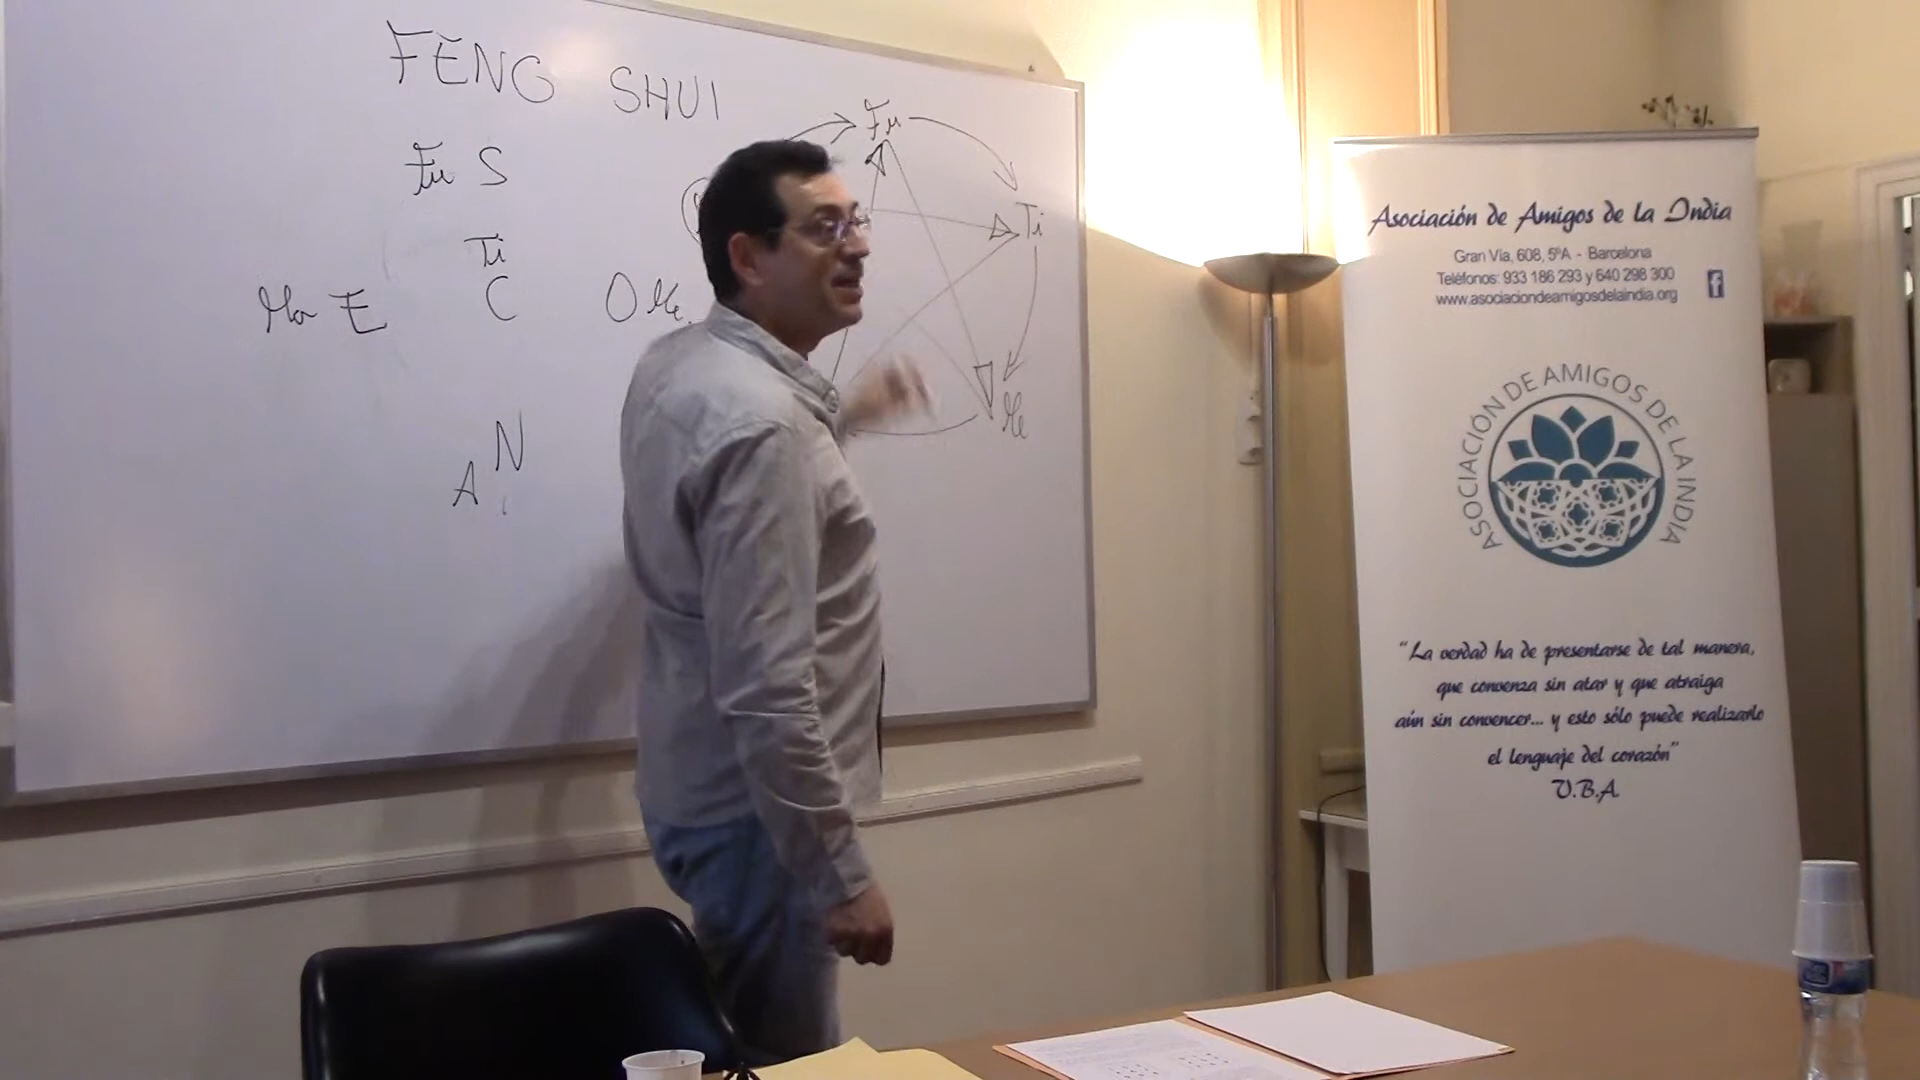 FENG SHUI
Fu S
Ti
Ma E C O Me.
N
A
Fu
Ti
Me
Asociación de Amigos de la India
Gran Vía, 608, 5ºA - Barcelona
Teléfonos: 933 186 293 y 640 298 300
www.asociaciondeamigosdelaindia.org
f
ASOCIACIÓN DE AMIGOS DE LA INDIA
"La verdad ha de presentarse de tal manera,
que convenza sin atar y que atraiga
aún sin convencer... y esto sólo puede realizarlo
el lenguaje del corazón"
V.B.A.